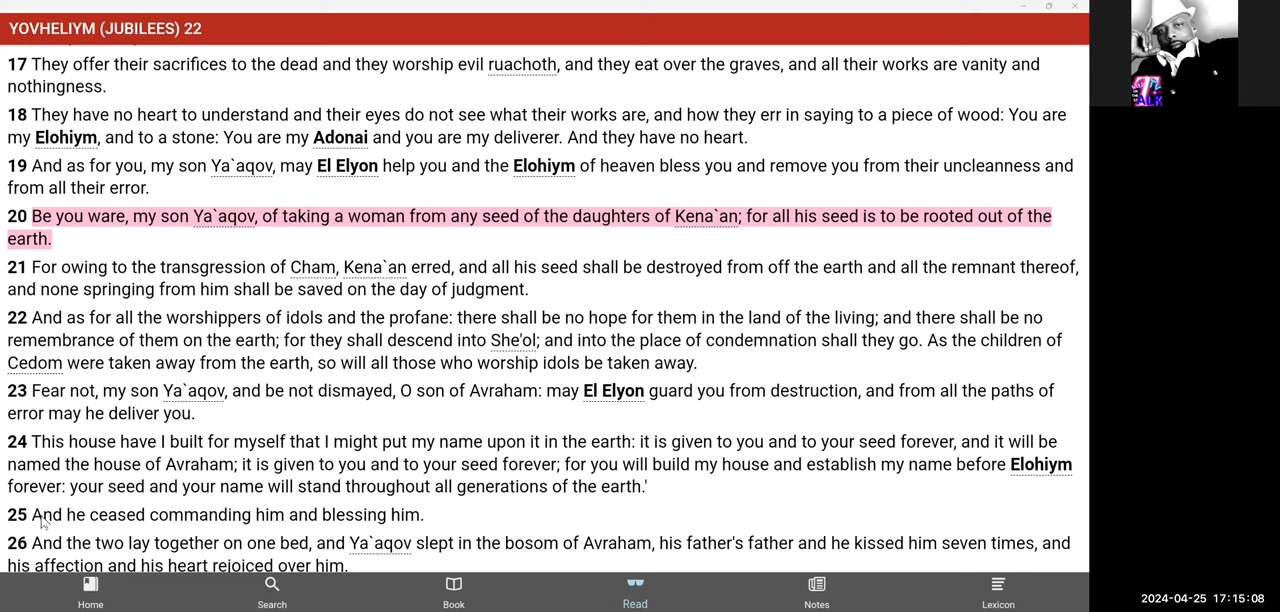 YOVHELIYM (JUBILEES) 22
17 They offer their sacrifices to the dead and they worship evil ruachoth, and they eat over the graves, and all their works are vanity and
nothingness.
18 They have no heart to understand and their eyes do not see what their works are, and how they err in saying to a piece of wood: You are
my Elohiym, and to a stone: You are my Adonai and you are my deliverer. And they have no heart.
19 And as for you, my son Ya`aqov, may El Elyon help you and the Elohiym of heaven bless you and remove you from their uncleanness and
from all their error.
20 Be you ware, my son Ya`aqov, of taking a woman from any seed of the daughters of Kena`an; for all his seed is to be rooted out of the
earth.
21 For owing to the transgression of Cham, Kena`an erred, and all his seed shall be destroyed from off the earth and all the remnant thereof,
and none springing from him shall be saved on the day of judgment.
22 And as for all the worshippers of idols and the profane: there shall be no hope for them in the land of the living; and there shall be no
remembrance of them on the earth; for they shall descend into She'ol; and into the place of condemnation shall they go. As the children of
Cedom were taken away from the earth, so will all those who worship idols be taken away.
23 Fear not, my son Ya`aqov, and be not dismayed, O son of Avraham: may El Elyon guard you from destruction, and from all the paths of
error may he deliver you.
24 This house have I built for myself that I might put my name upon it in the earth: it is given to you and to your seed forever, and it will be
named the house of Avraham; it is given to you and to your seed forever; for you will build my house and establish my name before Elohiym
forever: your seed and your name will stand throughout all generations of the earth.'
25 And he ceased commanding him and blessing him.
26 And the two lay together on one bed, and Ya`aqov slept in the bosom of Avraham, his father's father and he kissed him seven times, and
his affection and his heart rejoiced over him.
Home Search Book Read Notes Lexicon
TALK
2024-04-25 17:15:08